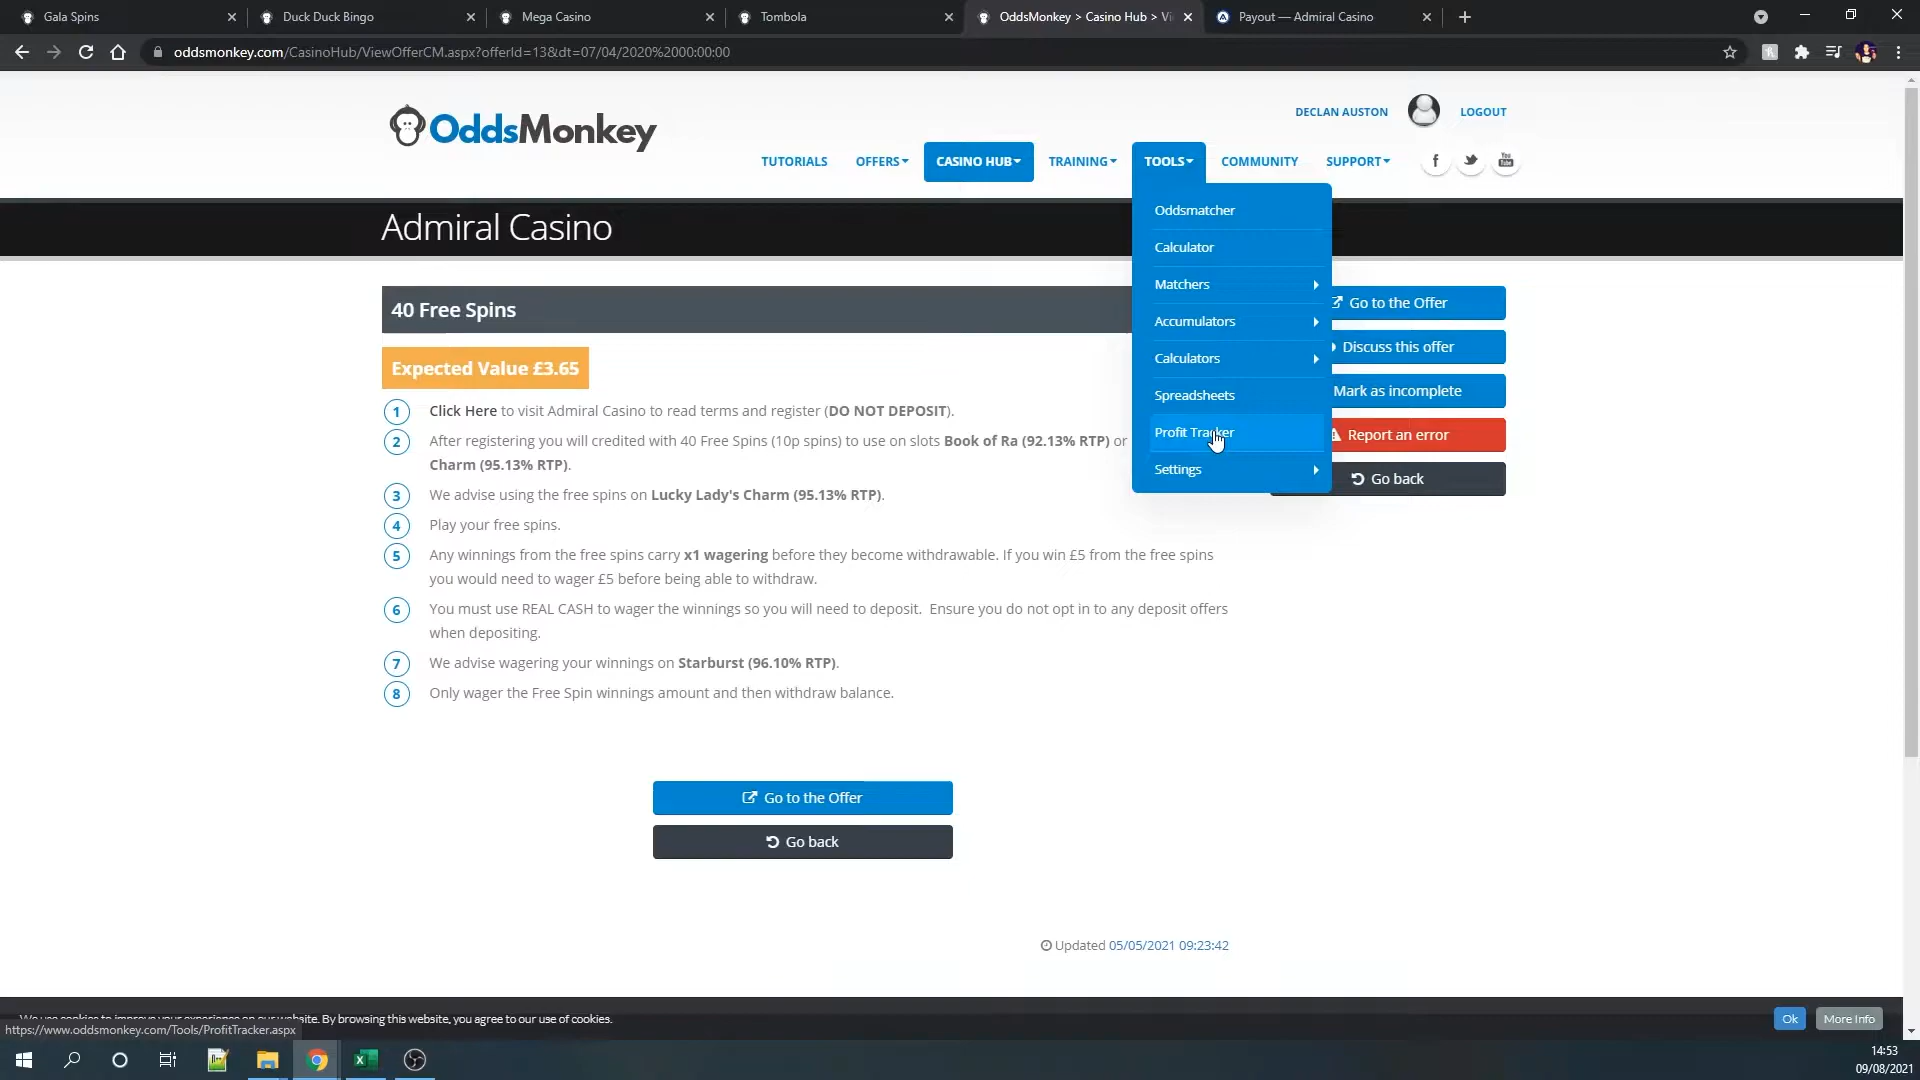 Gala Spins
Duck Duck Bingo
Mega Casino
Tombola
OddsMonkey > Casino Hub > Vi
Payout — Admiral Casino
oddsmonkey.com/CasinoHub/ViewOfferCM.aspx?offerId=13&dt=07/04/2020%2000:00:00
OddsMonkey
DECLAN AUSTON
LOGOUT
TUTORIALS
OFFERS
CASINO HUB
TRAINING
TOOLS
COMMUNITY
SUPPORT
f
You
Tube
Admiral Casino
Oddsmatcher
Calculator
Matchers
Accumulators
Calculators
Spreadsheets
Profit Tracker
Settings
40 Free Spins
Expected Value £3.65
1 Click Here to visit Admiral Casino to read terms and register (DO NOT DEPOSIT).
2 After registering you will credited with 40 Free Spins (10p spins) to use on slots Book of Ra (92.13% RTP) or
Charm (95.13% RTP).
3 We advise using the free spins on Lucky Lady's Charm (95.13% RTP).
4 Play your free spins.
5 Any winnings from the free spins carry x1 wagering before they become withdrawable. If you win £5 from the free spins
you would need to wager £5 before being able to withdraw.
6 You must use REAL CASH to wager the winnings so you will need to deposit. Ensure you do not opt in to any deposit offers
when depositing.
7 We advise wagering your winnings on Starburst (96.10% RTP).
8 Only wager the Free Spin winnings amount and then withdraw balance.
Go to the Offer
Discuss this offer
Mark as incomplete
Report an error
Go back
Go to the Offer
Go back
Updated 05/05/2021 09:23:42
We use cookies to improve your experience on our website. By browsing this website, you agree to our use of cookies.
Ok
More Info
https://www.oddsmonkey.com/Tools/ProfitTracker.aspx
14:53
09/08/2021